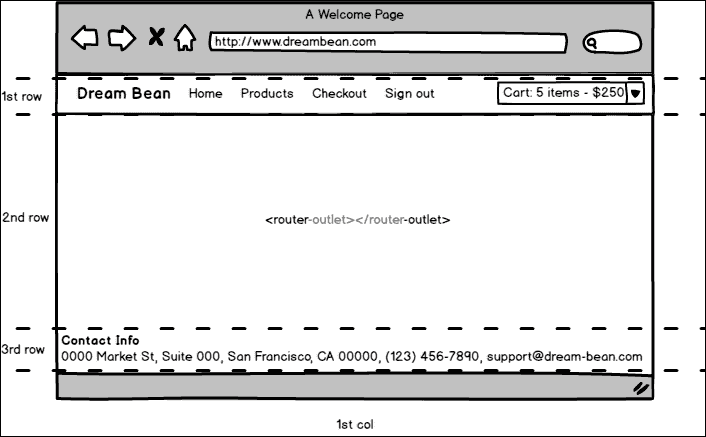 A Welcome Page
http://www.dreambean.com
1st row
Dream Bean Home Products Checkout Sign out Cart: 5 items - $250
2nd row
<router-outlet></router-outlet>
3rd row
Contact Info
0000 Market St, Suite 000, San Francisco, CA 00000, (123) 456-7890, support@dream-bean.com
1st col